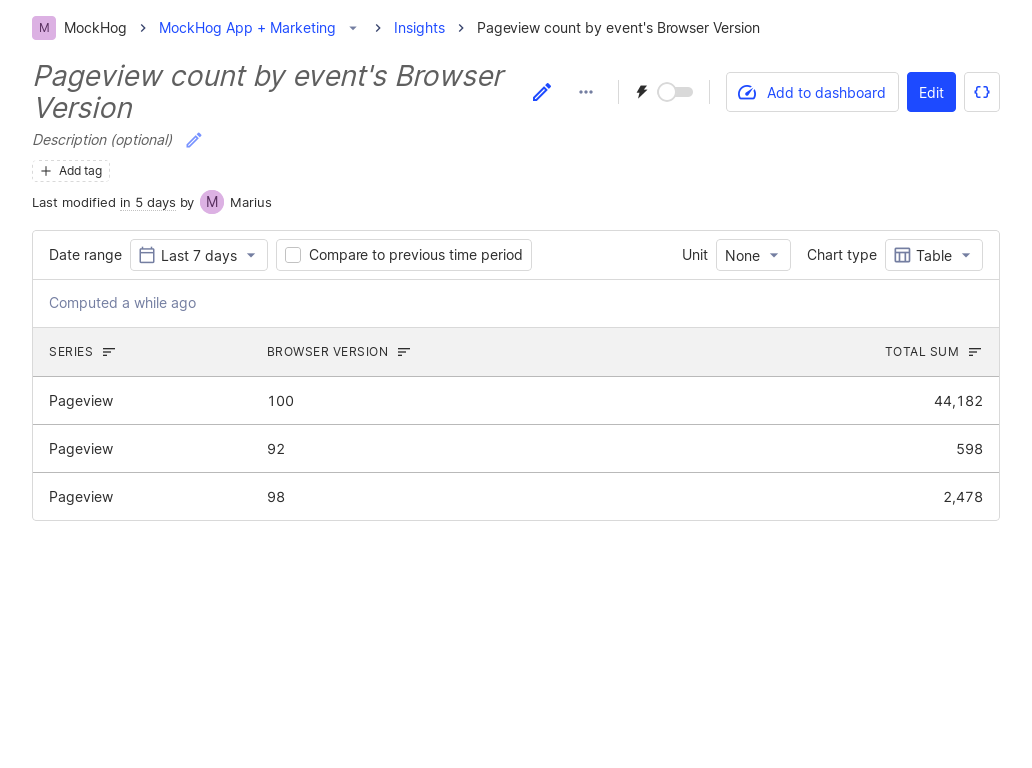 M MockHog MockHog App + Marketing Insights Pageview count by event's Browser Version
Pageview count by event's Browser
Version
Add to dashboard Edit
Description (optional)
Add tag
Last modified in 5 days by M Marius
Date range Last 7 days Compare to previous time period Unit None Chart type Table
Computed a while ago
SERIES BROWSER VERSION TOTAL SUM
Pageview 100 44,182
Pageview 92 598
Pageview 98 2,478